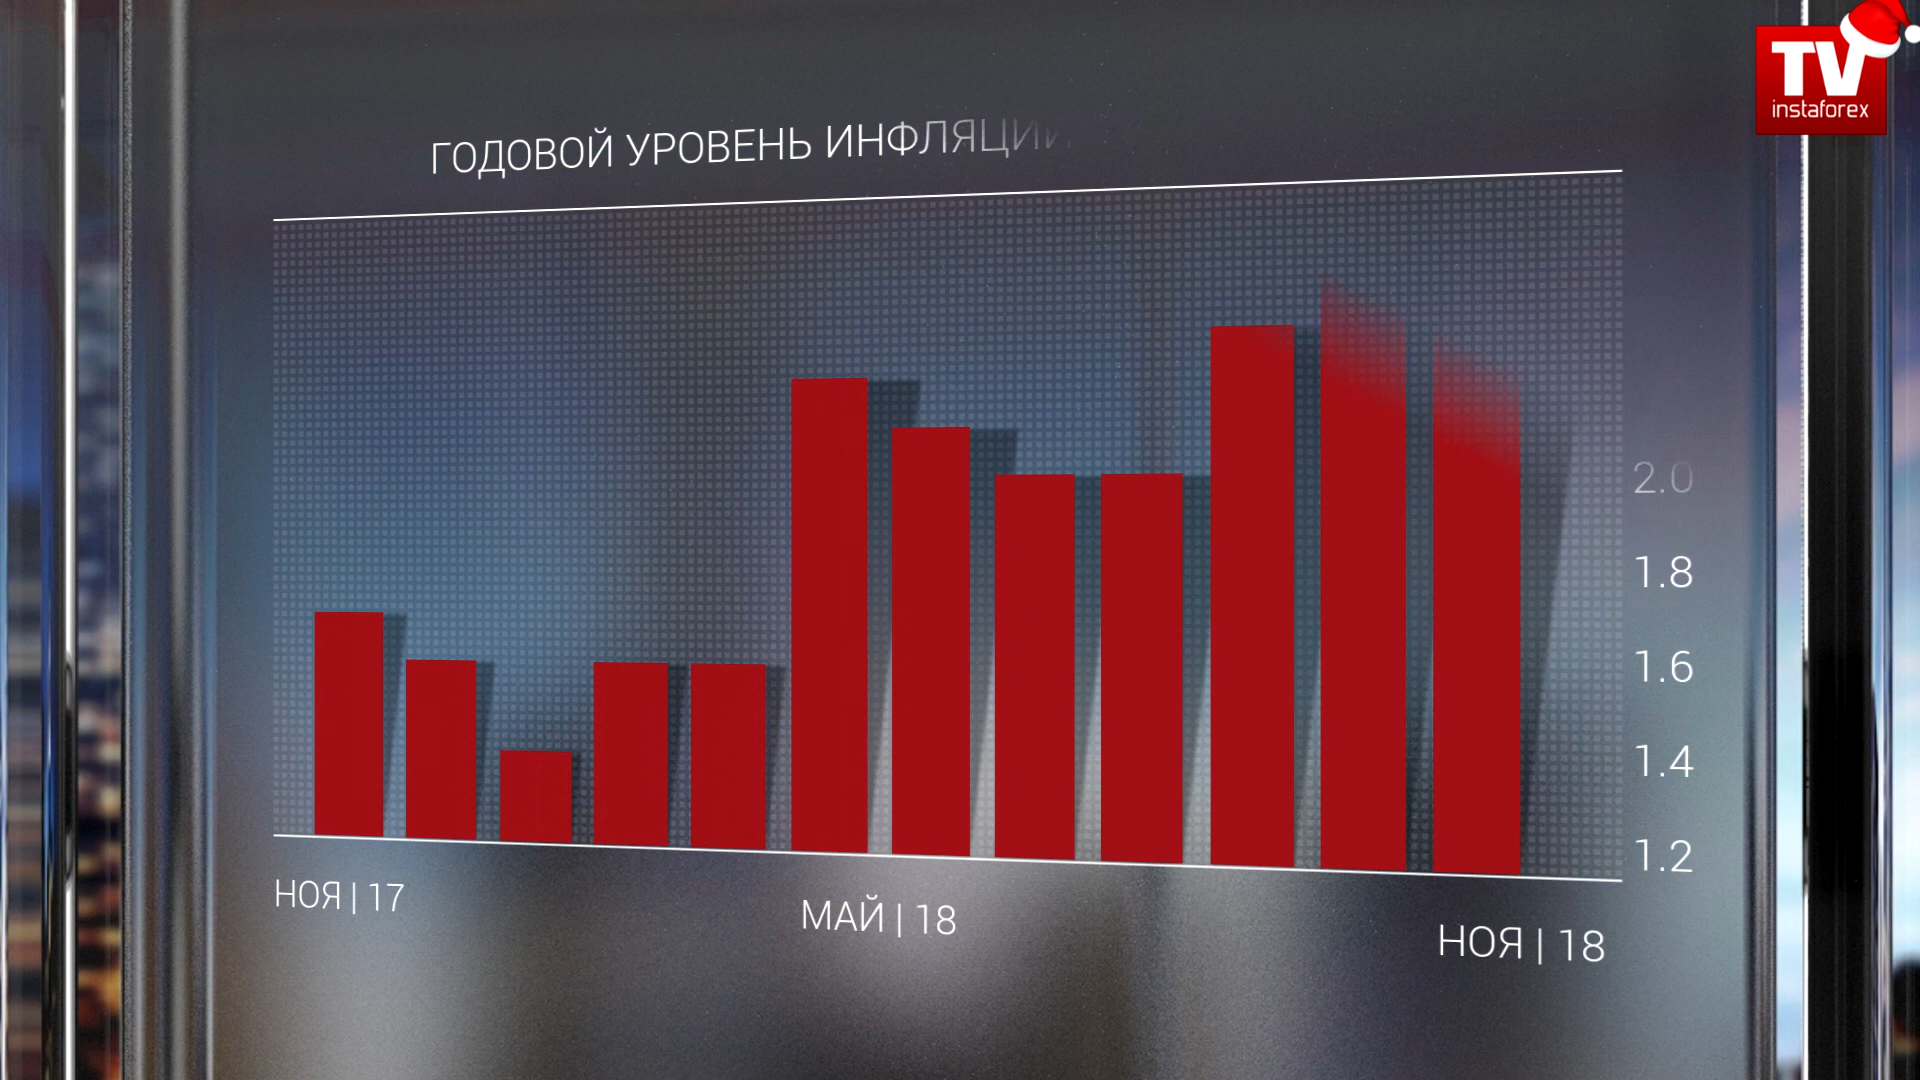 TV
instaforex
ГОДОВОЙ УРОВЕНЬ ИНФЛЯЦИИ
2.0
1.8
1.6
1.4
1.2
НОЯ | 17
МАЙ | 18
НОЯ | 18